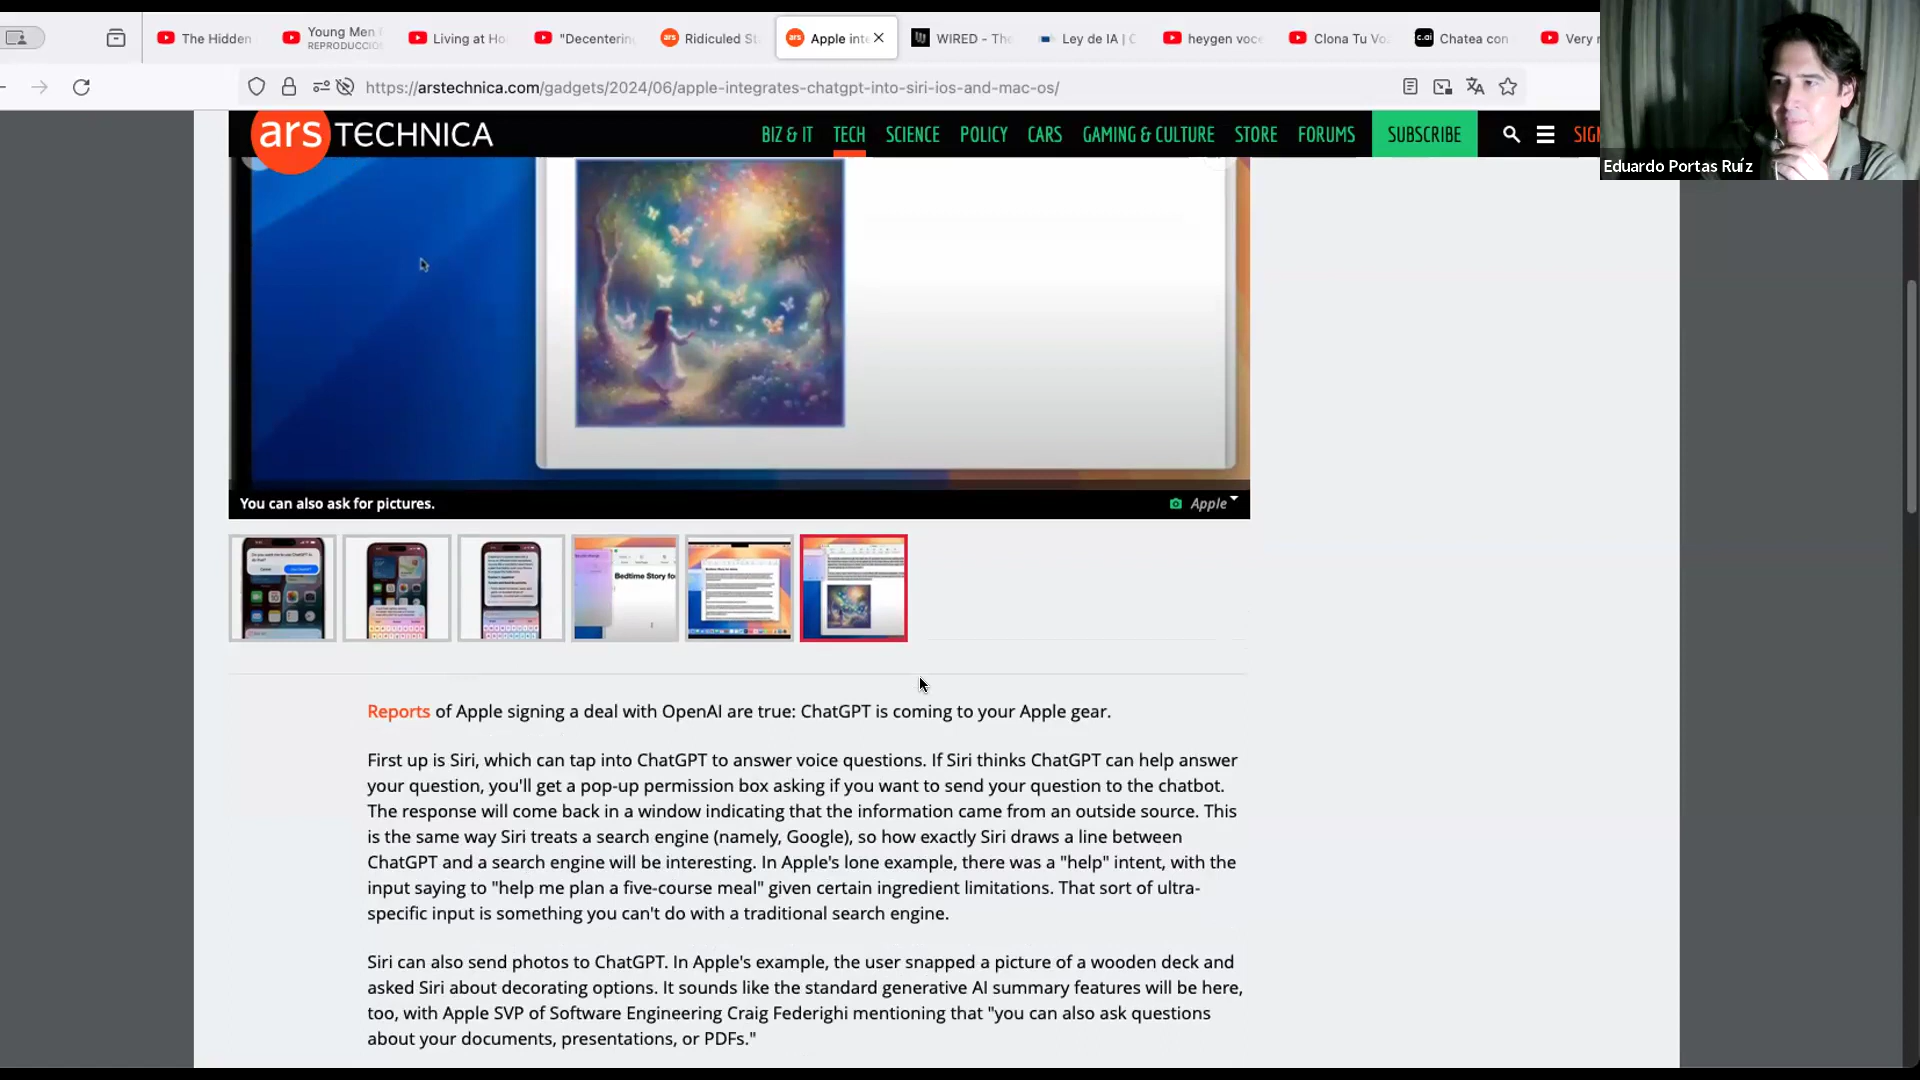 The Hidden
Young Men
REPRODUCCIO
Living at Ho
"Decentering
Ridiculed St
Apple int
WIRED - The
Ley de IA | C
heygen voc
Clona Tu Vo
Chatea con
Very
https://arstechnica.com/gadgets/2024/06/apple-integrates-chatgpt-into-siri-ios-and-mac-os/
ars TECHNICA
BIZ & IT TECH SCIENCE POLICY CARS GAMING & CULTURE STORE FORUMS SUBSCRIBE SIG
Eduardo Portas Ruíz
You can also ask for pictures.
Apple
Bedtime Story fo
Reports of Apple signing a deal with OpenAI are true: ChatGPT is coming to your Apple gear.
First up is Siri, which can tap into ChatGPT to answer voice questions. If Siri thinks ChatGPT can help answer
your question, you'll get a pop-up permission box asking if you want to send your question to the chatbot.
The response will come back in a window indicating that the information came from an outside source. This
is the same way Siri treats a search engine (namely, Google), so how exactly Siri draws a line between
ChatGPT and a search engine will be interesting. In Apple's lone example, there was a "help" intent, with the
input saying to "help me plan a five-course meal" given certain ingredient limitations. That sort of ultra-
specific input is something you can't do with a traditional search engine.
Siri can also send photos to ChatGPT. In Apple's example, the user snapped a picture of a wooden deck and
asked Siri about decorating options. It sounds like the standard generative AI summary features will be here,
too, with Apple SVP of Software Engineering Craig Federighi mentioning that "you can also ask questions
about your documents, presentations, or PDFs."